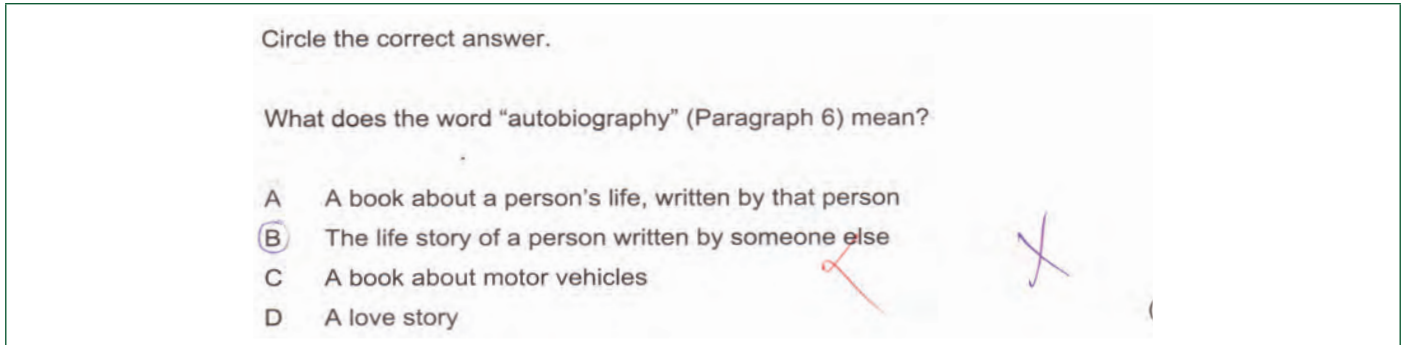 Circle the correct answer.
What does the word “autobiography” (Paragraph 6) mean?
A A book about a person's life, written by that person
B The life story of a person written by someone else
C A book about motor vehicles
D A love story